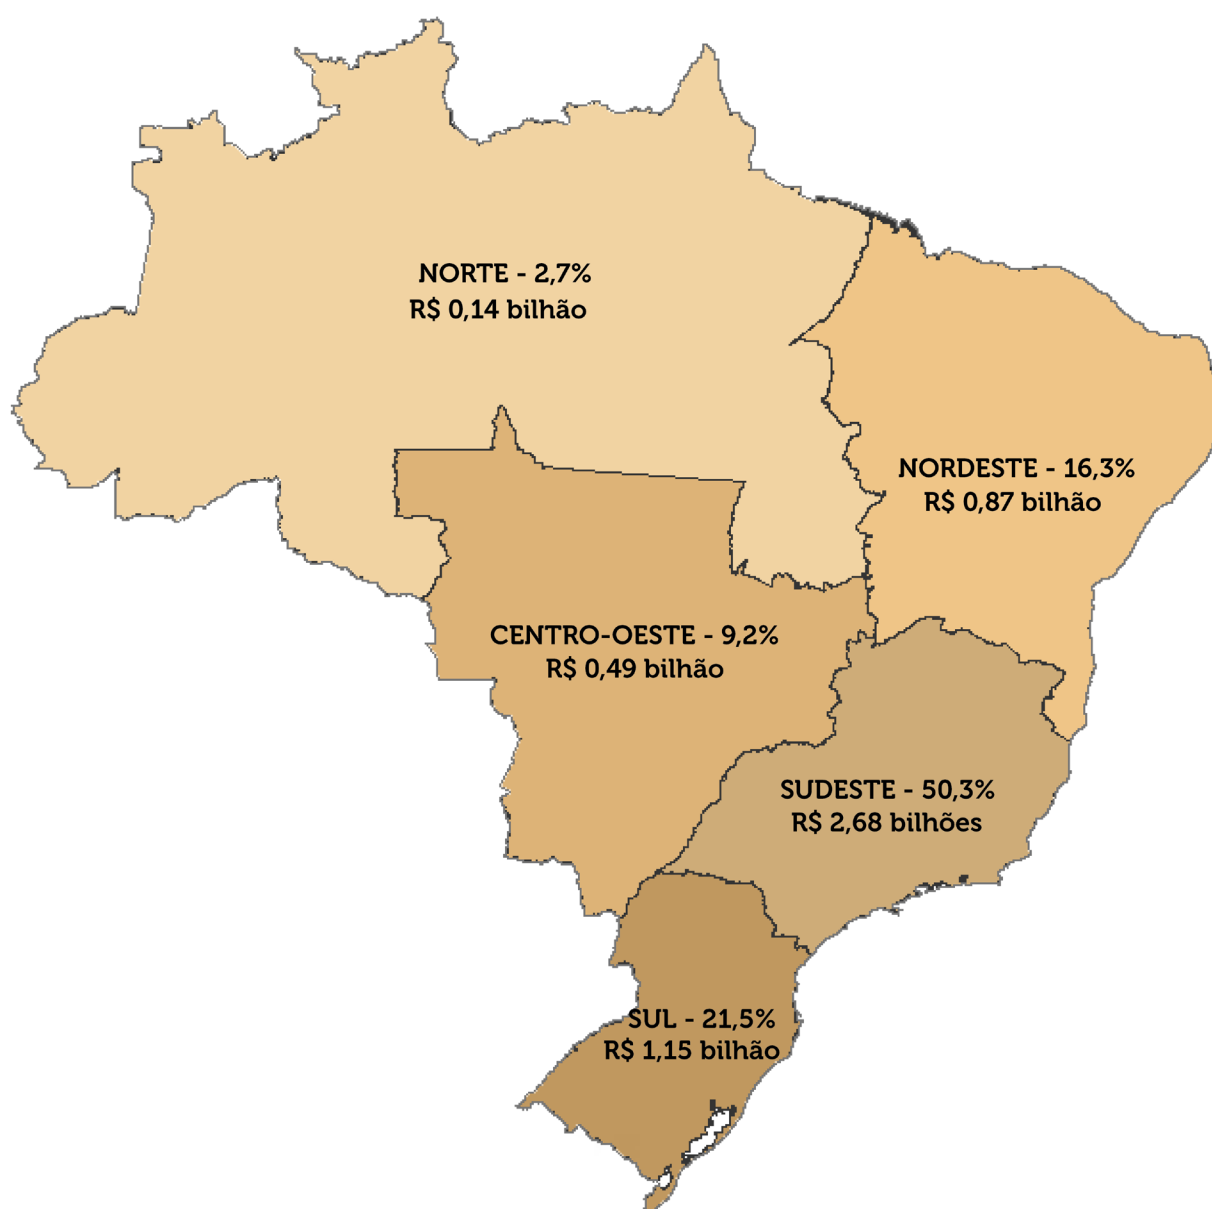 NORTE - 2,7%
R$ 0,14 bilhão
NORDESTE - 16,3%
R$ 0,87 bilhão
CENTRO-OESTE - 9,2%
R$ 0,49 bilhão
SUDESTE - 50,3%
R$ 2,68 bilhões
SUL - 21,5%
R$ 1,15 bilhão